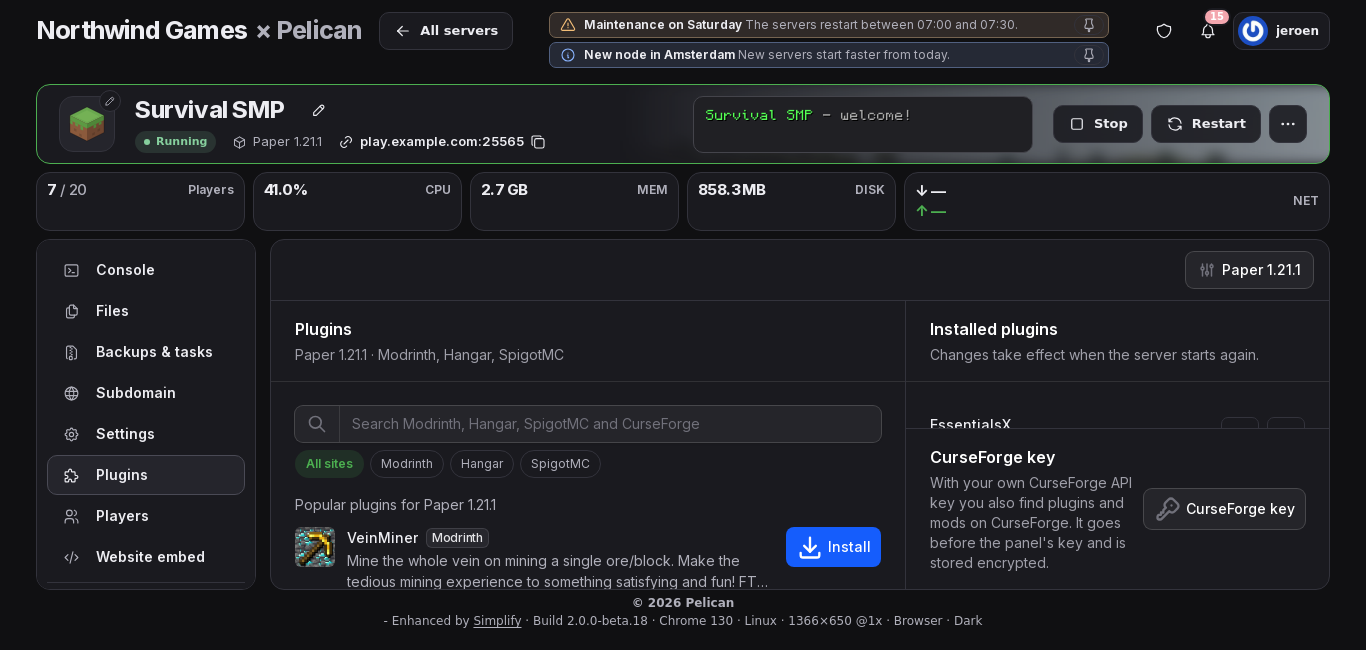 Northwind Games × Pelican
All servers
Maintenance on Saturday The servers restart between 07:00 and 07:30.
New node in Amsterdam New servers start faster from today.
15
jeroen
Survival SMP
Running
Paper 1.21.1
play.example.com:25565
Survival SMP - welcome!
Stop
Restart
7 / 20
Players
41.0%
CPU
2.7 GB
MEM
858.3 MB
DISK
↓ —
↑ —
NET
Console
Files
Backups & tasks
Subdomain
Settings
Plugins
Players
Website embed
Paper 1.21.1
Plugins
Paper 1.21.1 · Modrinth, Hangar, SpigotMC
Search Modrinth, Hangar, SpigotMC and CurseForge
All sites
Modrinth
Hangar
SpigotMC
Popular plugins for Paper 1.21.1
VeinMiner
Modrinth
Mine the whole vein on mining a single ore/block. Make the
tedious mining experience to something satisfying and fun! FT...
Install
Installed plugins
Changes take effect when the server starts again.
EssentialsX
CurseForge key
With your own CurseForge API
key you also find plugins and
mods on CurseForge. It goes
before the panel's key and is
stored encrypted.
CurseForge key
© 2026 Pelican
- Enhanced by Simplify · Build 2.0.0-beta.18 · Chrome 130 · Linux · 1366×650 @1x · Browser · Dark